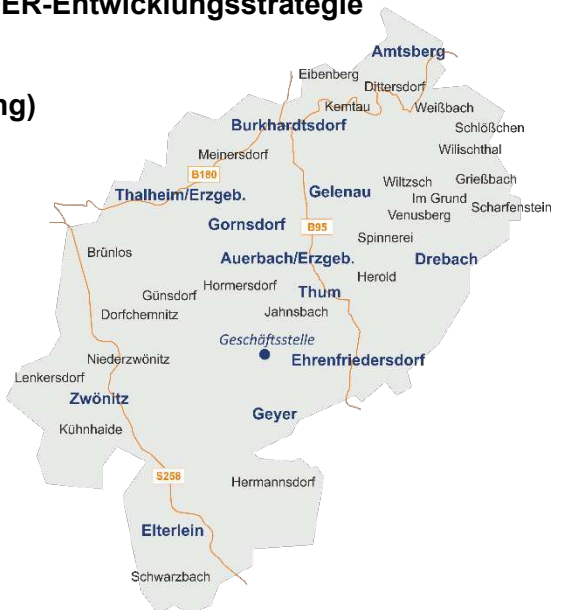 ER-Entwicklungsstrategie
ng)
Amtsberg
Eibenberg
Dittersdorf
Kemtau
Weißbach
Burkhardtsdorf
Schlößchen
Meinersdorf
Wilischthal
B180
Thalheim/Erzgeb.
Gelenau
Wiltzsch
Grießbach
Im Grund
Scharfenstein
Venusberg
Gornsdorf
B95
Spinnerei
Brünlos
Auerbach/Erzgeb.
Drebach
Herold
Hormersdorf
Günsdorf
Thum
Dorfchemnitz
Jahnsbach
Geschäftsstelle
Niederzwönitz
Ehrenfriedersdorf
Lenkersdorf
Zwönitz
Geyer
Kühnhaide
S258
Hermannsdorf
Elterlein
Schwarzbach